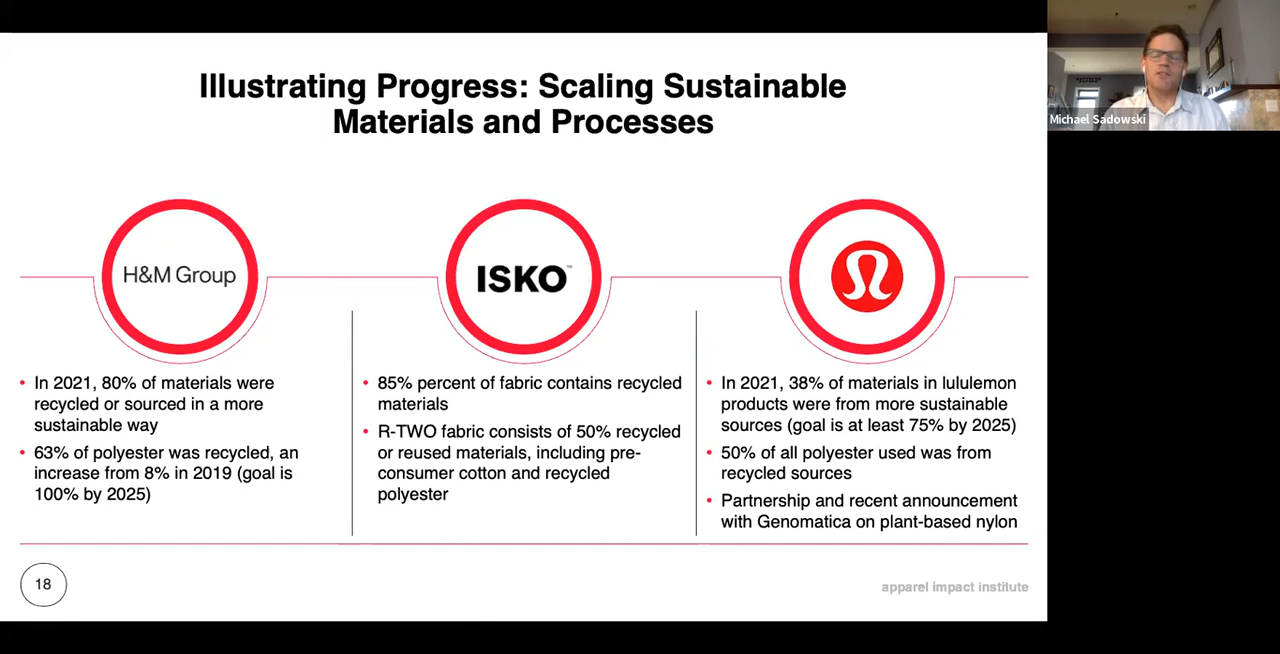 Illustrating Progress: Scaling Sustainable
Materials and Processes
Michael Sadowski
H&M Group
ISKO™
• In 2021, 80% of materials were
recycled or sourced in a more
sustainable way
• 63% of polyester was recycled, an
increase from 8% in 2019 (goal is
100% by 2025)
• 85% percent of fabric contains recycled
materials
• R-TWO fabric consists of 50% recycled
or reused materials, including pre-
consumer cotton and recycled
polyester
• In 2021, 38% of materials in lululemon
products were from more sustainable
sources (goal is at least 75% by 2025)
• 50% of all polyester used was from
recycled sources
• Partnership and recent announcement
with Genomatica on plant-based nylon
18
apparel impact institute